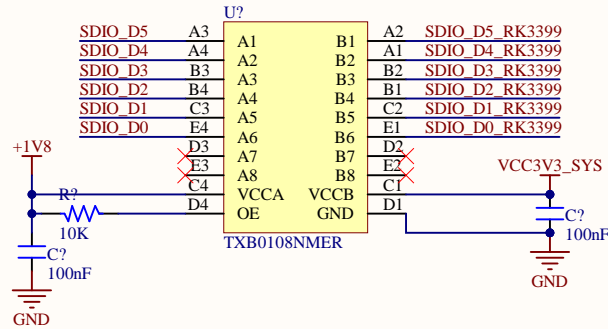 U?
SDIO_D5 A3 A1 B1 A2 SDIO_D5_RK3399
SDIO_D4 A4 A2 B2 A1 SDIO_D4_RK3399
SDIO_D3 B3 A3 B3 B2 SDIO_D3_RK3399
SDIO_D2 B4 A4 B4 B1 SDIO_D2_RK3399
SDIO_D1 C3 A5 B5 C2 SDIO_D1_RK3399
SDIO_D0 E4 A6 B6 E1 SDIO_D0_RK3399
+1V8 D3 A7 B7 D2
E3 A8 B8 E2 VCC3V3_SYS
R? C4 VCCA VCCB C1
10K D4 OE GND D1 C?
TXB0108NMER 100nF
C?
100nF GND
GND